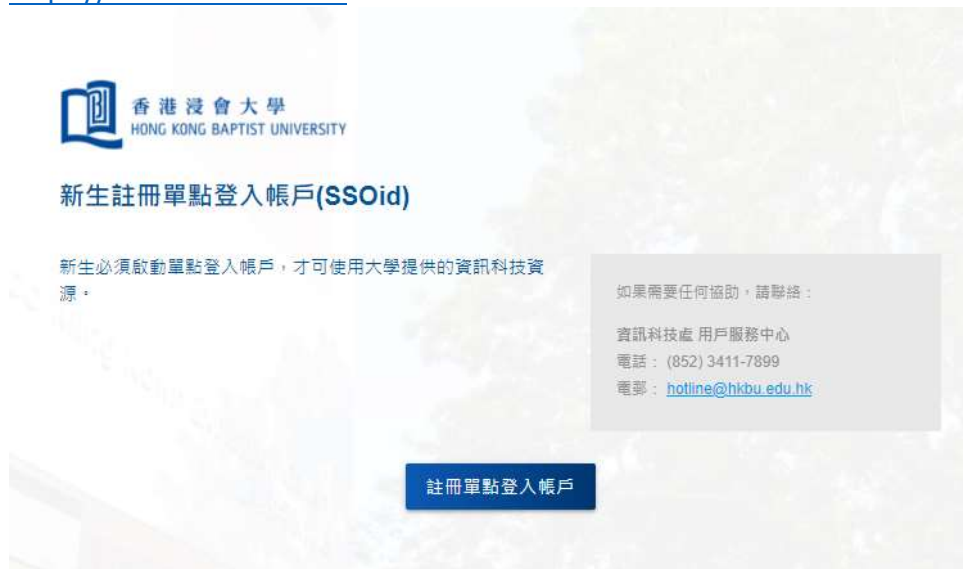 香港浸會大學
HONG KONG BAPTIST UNIVERSITY
新生註冊單點登入帳戶(SSOid)
新生必須啟動單點登入帳戶，才可使用大學提供的資訊科技資
源。
如果需要任何協助，請聯絡：
資訊科技處 用戶服務中心
電話： (852) 3411-7899
電郵： hotline@hkbu.edu.hk
註冊單點登入帳戶